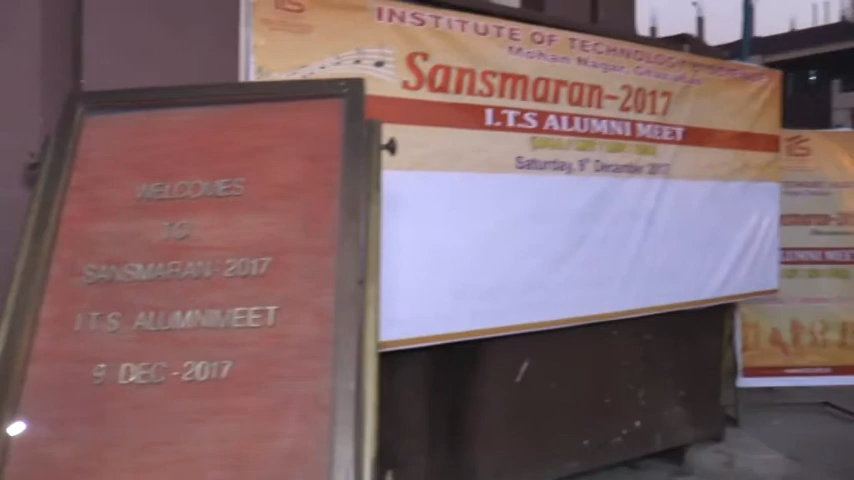 WELCOMES
TO
SANSMARAN-2017
I.T.S ALUMNIMEET
9 DEC-2017
INSTITUTE OF TECHNOLOGY
Mohan Nagar, Ghaziabad
Sansmaran-2017
I.T.S ALUMNI MEET
Saturday, 9th December 2017